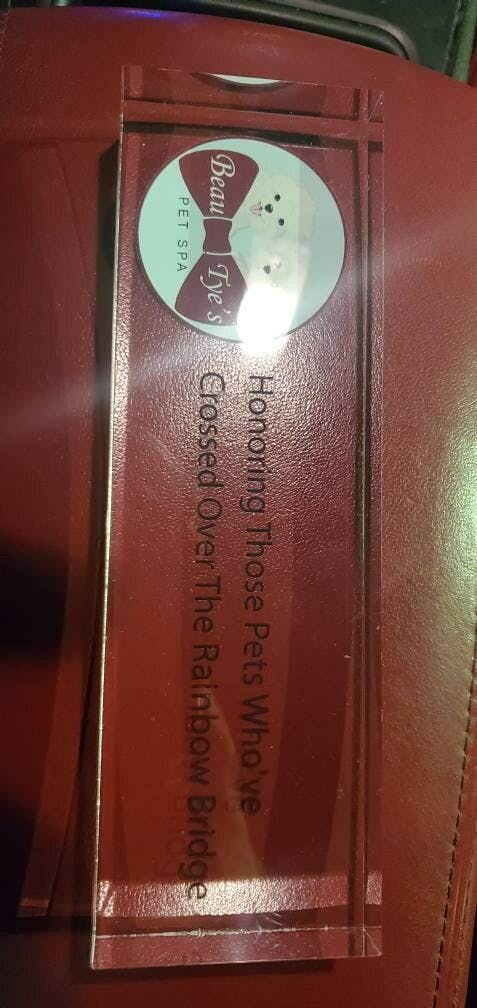 Beau Tye's
PET SPA
Honoring Those Pets Who've
Crossed Over The Rainbow Bridge